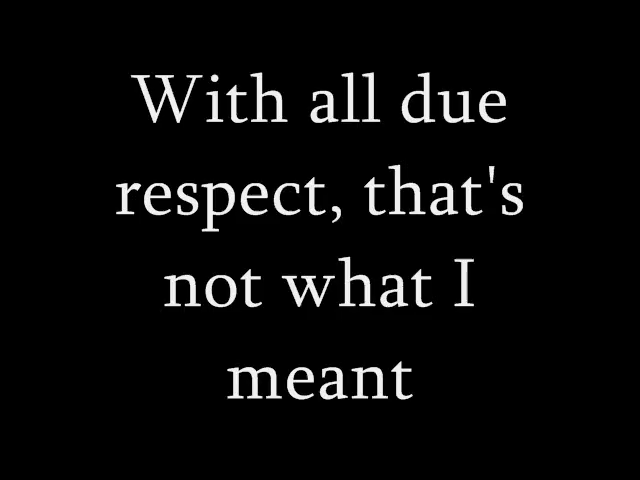 With all due
respect, that's
not what I
meant